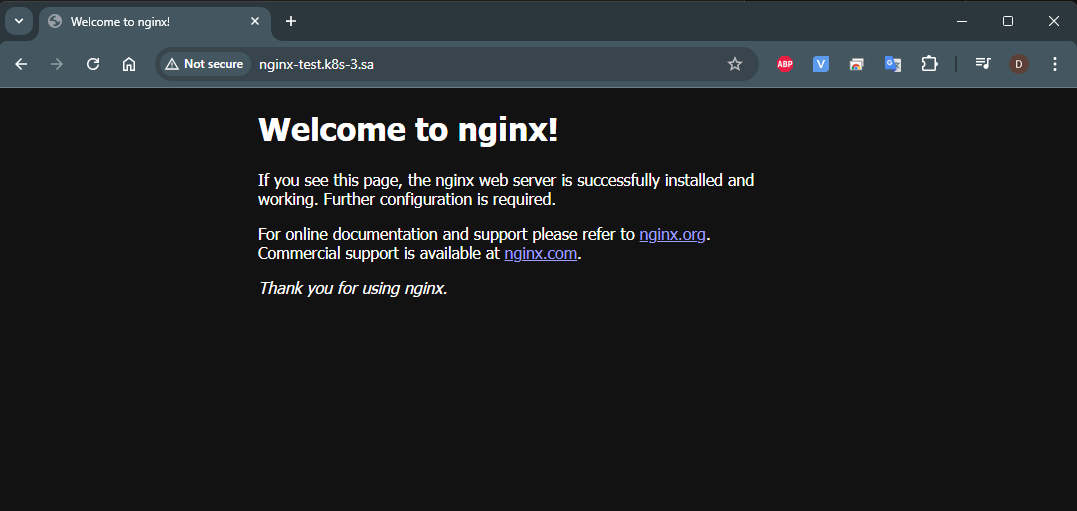 Welcome to nginx!
Not secure
nginx-test.k8s-3.sa
ABP
V
G
D
Welcome to nginx!
If you see this page, the nginx web server is successfully installed and
working. Further configuration is required.
For online documentation and support please refer to nginx.org.
Commercial support is available at nginx.com.
Thank you for using nginx.